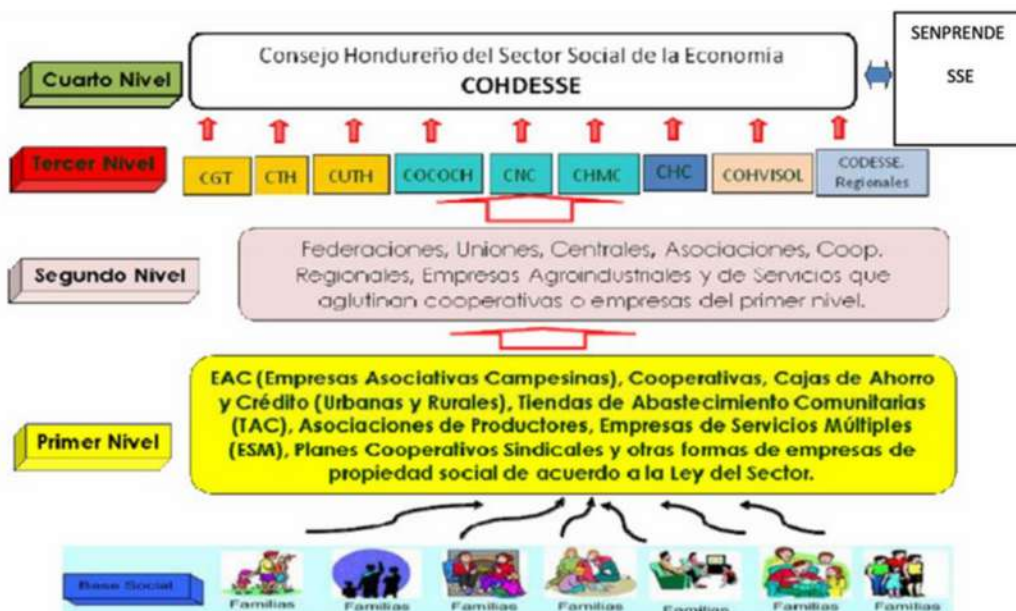 SENPRENDE
SSE
Cuarto Nivel
Consejo Hondureño del Sector Social de la Economía
COHDESSE
Tercer Nivel
CGT
CTH
CUTH
COCOCH
CNC
CHMC
CHC
COHVISOL
CODESSE.
Regionales
Segundo Nivel
Federaciones, Uniones, Centrales, Asociaciones, Coop.
Regionales, Empresas Agroindustriales y de Servicios que
aglutinan cooperativas o empresas del primer nivel.
Primer Nivel
EAC (Empresas Asociativas Campesinas), Cooperativas, Cajas de Ahorro
y Crédito (Urbanas y Rurales), Tiendas de Abastecimiento Comunitarias
(TAC), Asociaciones de Productores, Empresas de Servicios Múltiples
(ESM), Planes Cooperativos Sindicales y otras formas de empresas de
propiedad social de acuerdo a la Ley del Sector.
Base Social
Familias
Familias
Familias
Familias
Familias
Familias
Familias